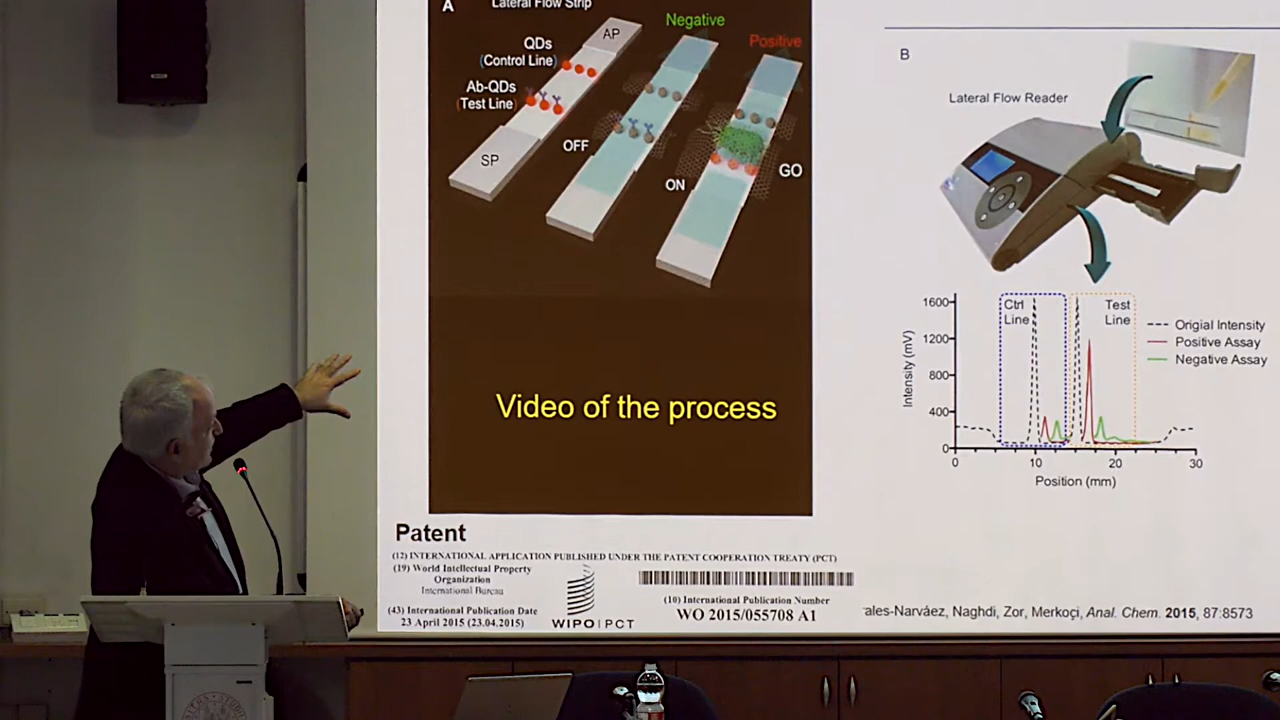 A
Lateral Flow Strip
Negative
Positive
QDs
(Control Line)
AP
Ab-QDs
(Test Line)
SP
OFF
ON
GO
Video of the process
B
Lateral Flow Reader
Intensity (mV)
1600
1200
800
400
0
Ctrl
Line
Test
Line
Origial Intensity
Positive Assay
Negative Assay
0
10
20
30
Position (mm)
Patent
(12) INTERNATIONAL APPLICATION PUBLISHED UNDER THE PATENT COOPERATION TREATY (PCT)
(19) World Intellectual Property
Organization
International Bureau
(43) International Publication Date
23 April 2015 (23.04.2015)
WIPO|PCT
(10) International Publication Number
WO 2015/055708 A1
ales-Narváez, Naghdi, Zor, Merkoçi, Anal. Chem. 2015, 87:8573